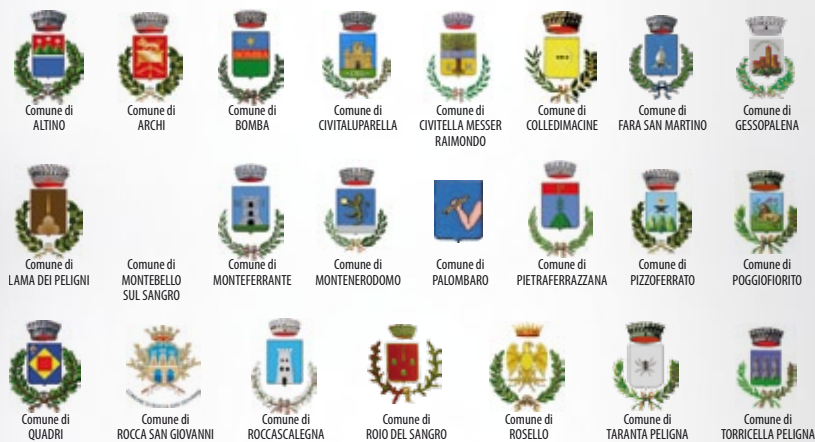 Comune di
ALTINO
Comune di
ARCHI
Comune di
BOMBA
Comune di
CIVITALUPARELLA
Comune di
CIVITELLA MESSER
RAIMONDO
Comune di
COLLEDIMACINE
Comune di
FARA SAN MARTINO
Comune di
GESSOPALENA
Comune di
LAMA DEI PELIGNI
Comune di
MONTEBELLO
SUL SANGRO
Comune di
MONTEFERRANTE
Comune di
MONTENERODOMO
Comune di
PALOMBARO
Comune di
PIETRAFERRAZZANA
Comune di
PIZZOFERRATO
Comune di
POGGIOFIORITO
Comune di
QUADRI
Comune di
ROCCA SAN GIOVANNI
Comune di
ROCCASCALEGNA
Comune di
ROIO DEL SANGRO
Comune di
ROSELLO
Comune di
TARANTA PELIGNA
Comune di
TORRICELLA PELIGNA